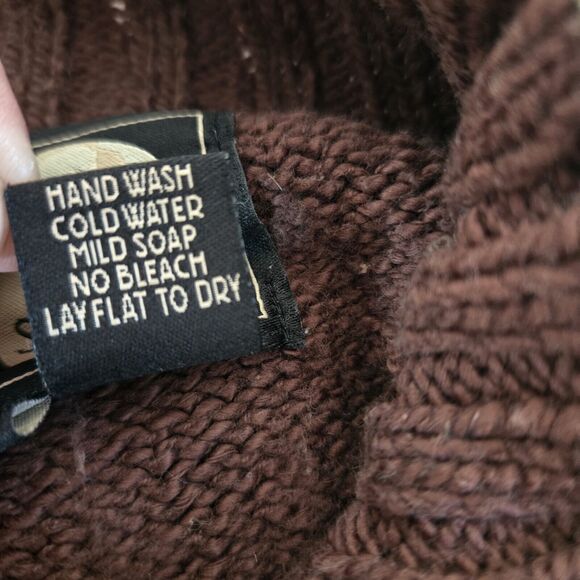 HAND WASH
COLD WATER
MILD SOAP
NO BLEACH
LAY FLAT TO DRY